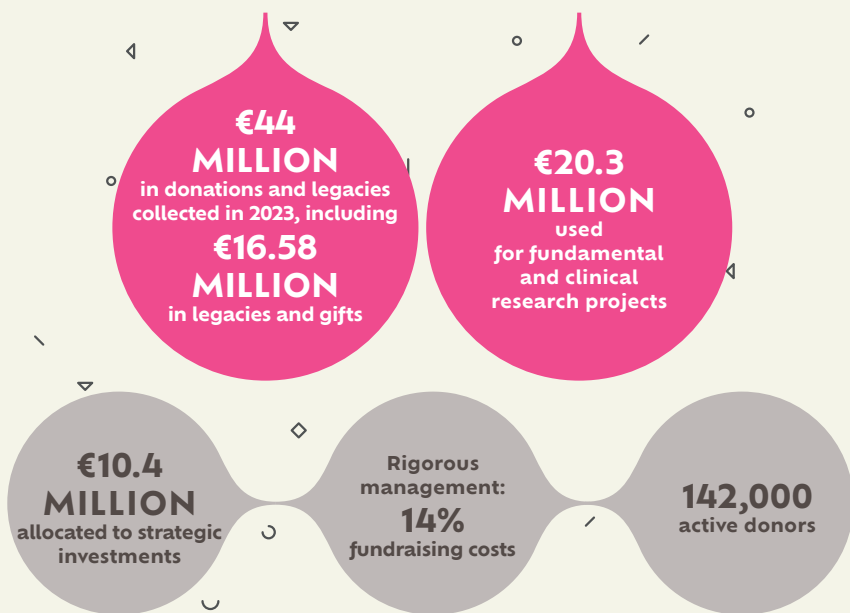 €44
MILLION
in donations and legacies
collected in 2023, including
€16.58
MILLION
in legacies and gifts
€20.3
MILLION
used
for fundamental
and clinical
research projects
€10.4
MILLION
allocated to strategic
investments
Rigorous
management:
14%
fundraising costs
142,000
active donors